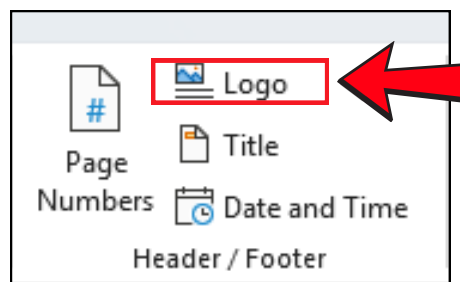 #
Logo
Title
Page
Numbers
Date and Time
Header / Footer